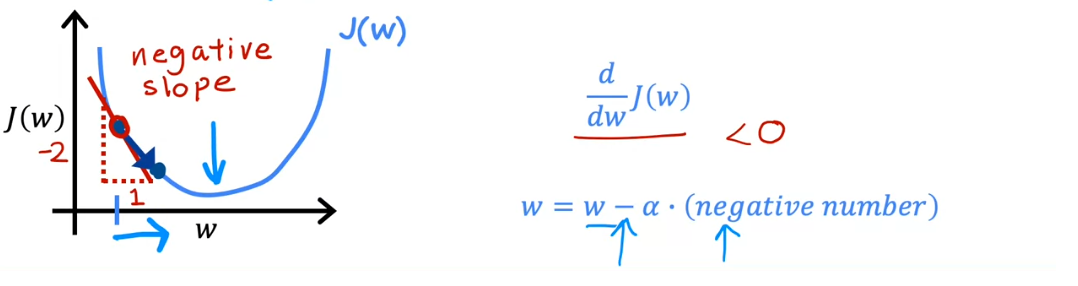 J(w)
negative
slope
J(w)
-2
1
w
d
dw
J(w)
<0
w = w − α · (negative number)